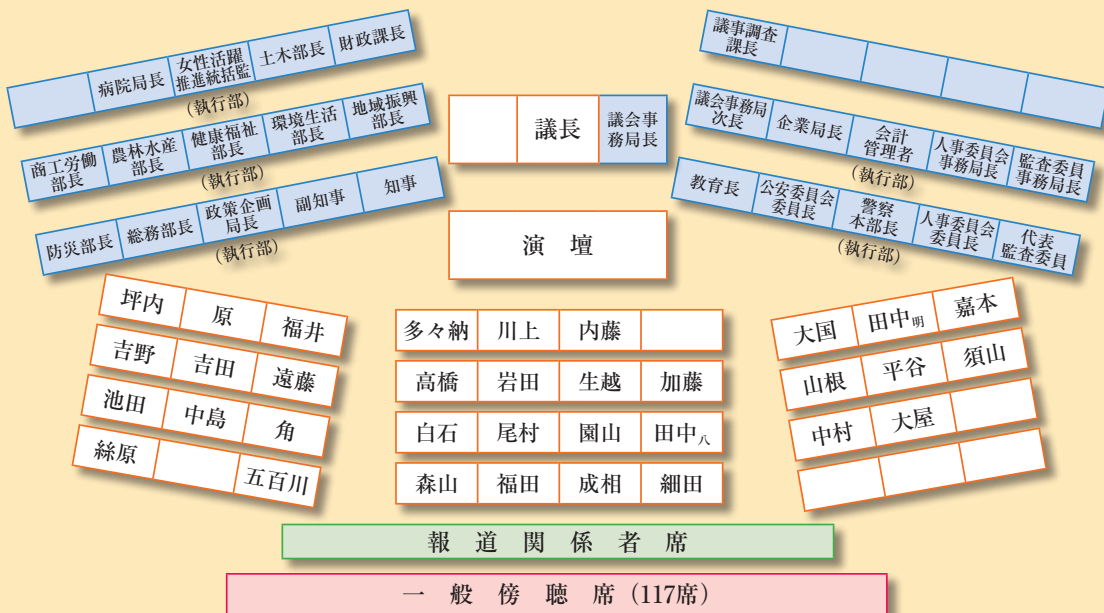 病院局長 女性活躍推進統括監 土木部長 財政課長
(執行部)
商工労働部長 農林水産部長 健康福祉部長 環境生活部長 地域振興部長
(執行部)
防災部長 総務部長 政策企画局長 副知事 知事
(執行部)
議長 議会事務局長
演壇
議事調査課長
議会事務局次長 企業局長 会計管理者 人事委員会事務局長 監査委員事務局長
(執行部)
教育長 公安委員会委員長 警察本部長 人事委員会委員長 代表監査委員
(執行部)
坪内 原 福井
吉野 吉田 遠藤
池田 中島 角
絲原 五百川
多々納 川上 内藤
高橋 岩田 生越 加藤
白石 尾村 園山 田中八
森山 福田 成相 細田
大国 田中明 嘉本
山根 平谷 須山
中村 大屋
報道関係者席
一般傍聴席(117席)